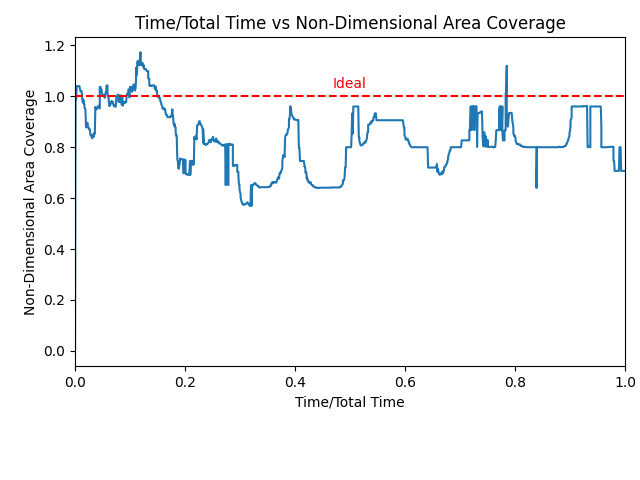 Time/Total Time vs Non-Dimensional Area Coverage
Non-Dimensional Area Coverage
1.2
1.0
0.8
0.6
0.4
0.2
0.0
Ideal
0.0 0.2 0.4 0.6 0.8 1.0
Time/Total Time